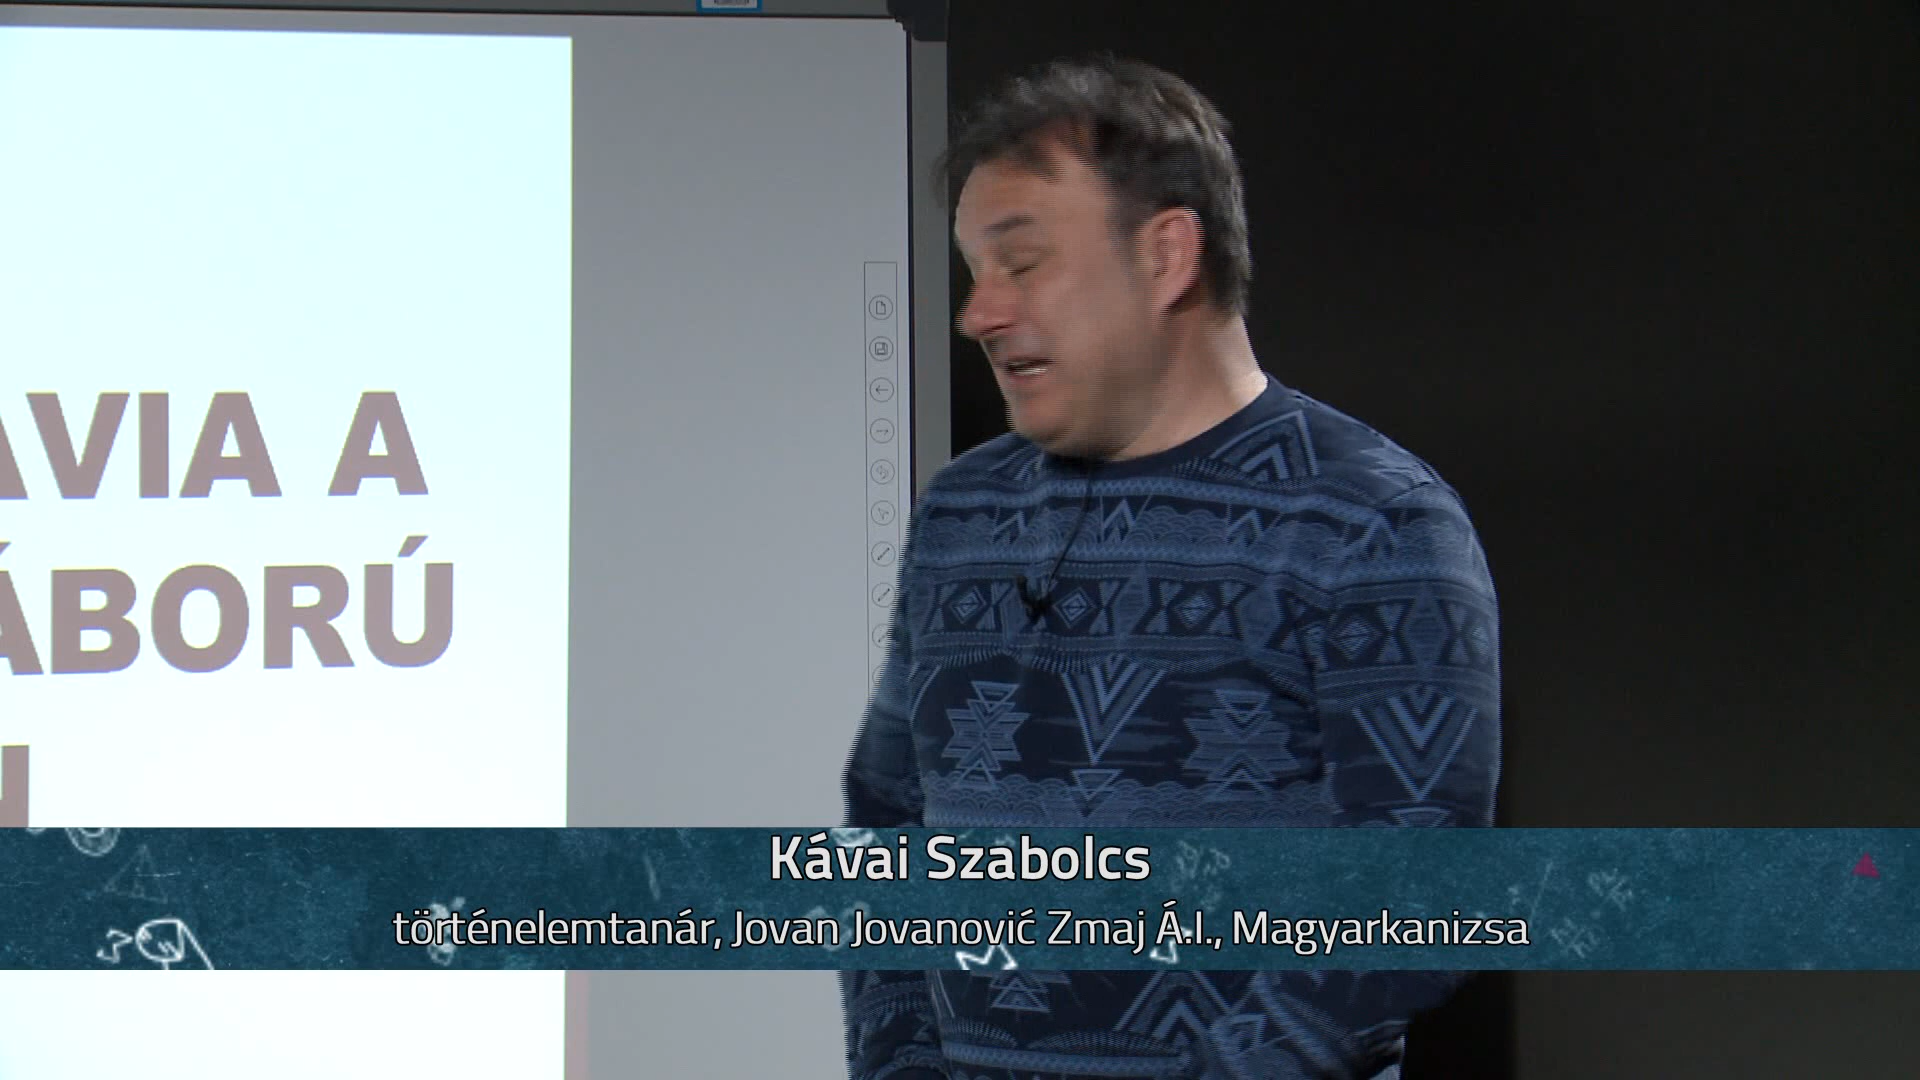 AVIA A
ÁBORÚ
Kávai Szabolcs
történelemtanár, Jovan Jovanović Zmaj Á.I., Magyarkanizsa